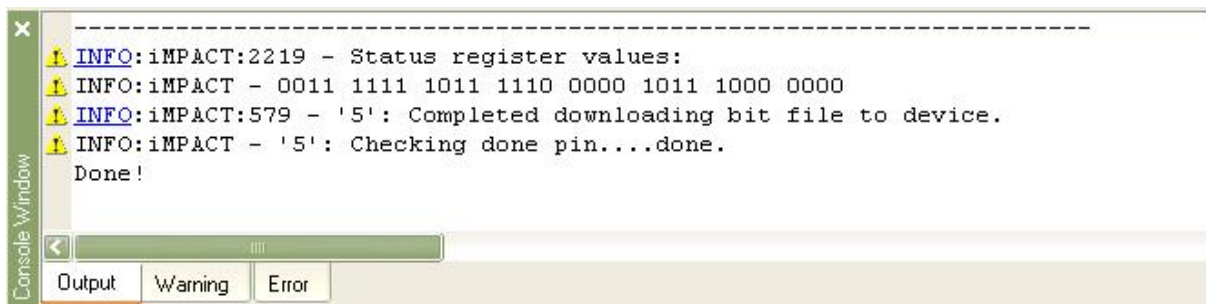 -----------------------------------------------------------------------
INFO:iMPACT:2219 - Status register values:
INFO:iMPACT - 0011 1111 1011 1110 0000 1011 1000 0000
INFO:iMPACT:579 - '5': Completed downloading bit file to device.
INFO:iMPACT - '5': Checking done pin....done.
Done!
Console Window
Output Warning Error